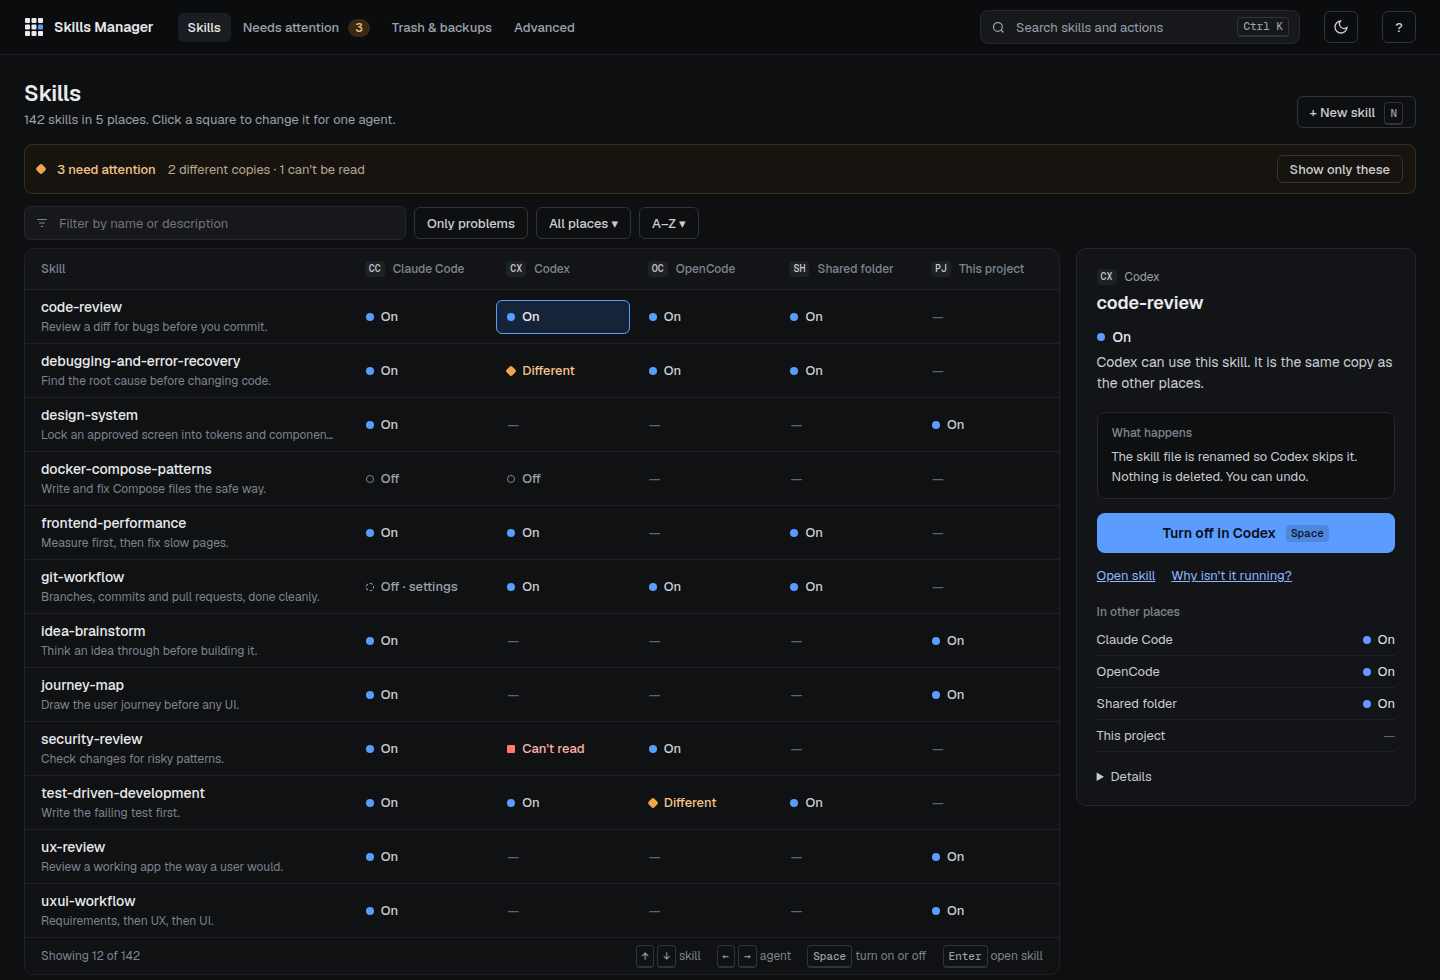 Skills Manager
Skills
Needs attention 3
Trash & backups
Advanced
Search skills and actions
Ctrl K
?
Skills
142 skills in 5 places. Click a square to change it for one agent.
+ New skill N
3 need attention 2 different copies · 1 can't be read
Show only these
Filter by name or description
Only problems
All places ▾
A–Z ▾
Skill CC Claude Code CX Codex OC OpenCode SH Shared folder PJ This project
code-review
Review a diff for bugs before you commit.
On On On On —
debugging-and-error-recovery
Find the root cause before changing code.
On Different On On —
design-system
Lock an approved screen into tokens and componen…
On — — — On
docker-compose-patterns
Write and fix Compose files the safe way.
Off Off — — —
frontend-performance
Measure first, then fix slow pages.
On On — On —
git-workflow
Branches, commits and pull requests, done cleanly.
Off · settings On On On —
idea-brainstorm
Think an idea through before building it.
On — — — On
journey-map
Draw the user journey before any UI.
On — — — On
security-review
Check changes for risky patterns.
On Can't read On — —
test-driven-development
Write the failing test first.
On On Different On —
ux-review
Review a working app the way a user would.
On — — — On
uxui-workflow
Requirements, then UX, then UI.
On — — — On
Showing 12 of 142
↑ ↓ skill ← → agent Space turn on or off Enter open skill
CX Codex
code-review
On
Codex can use this skill. It is the same copy as
the other places.
What happens
The skill file is renamed so Codex skips it.
Nothing is deleted. You can undo.
Turn off in Codex Space
Open skill Why isn't it running?
In other places
Claude Code On
OpenCode On
Shared folder On
This project —
▶ Details